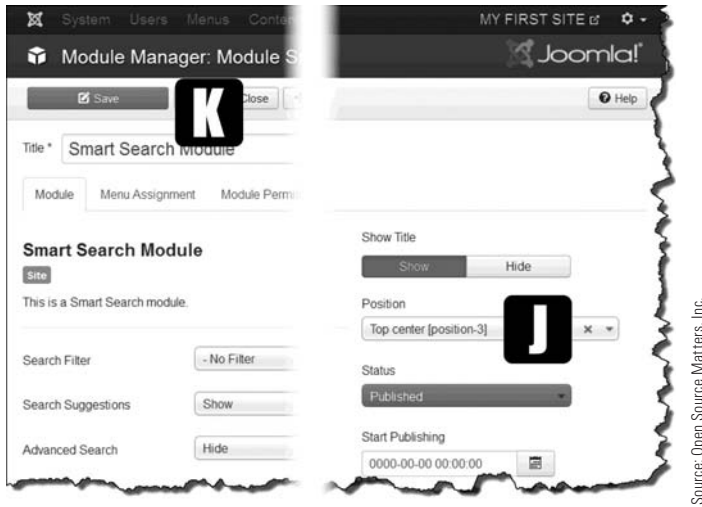 System Users Menus
MY FIRST SITE
Module Manager: Module
Joomla!
Save
Close
Help
Title * Smart Search Module
Module Menu Assignment Module
Smart Search Module
Site
This is a Smart Search module.
Search Filter - No Filter
Search Suggestions Show
Advanced Search Hide
K
Show Title
Show Hide
Position
Top center [position-3]
J
Status
Published
Start Publishing
0000-00-00 00:00:00
Source: Open Source Matters, Inc.